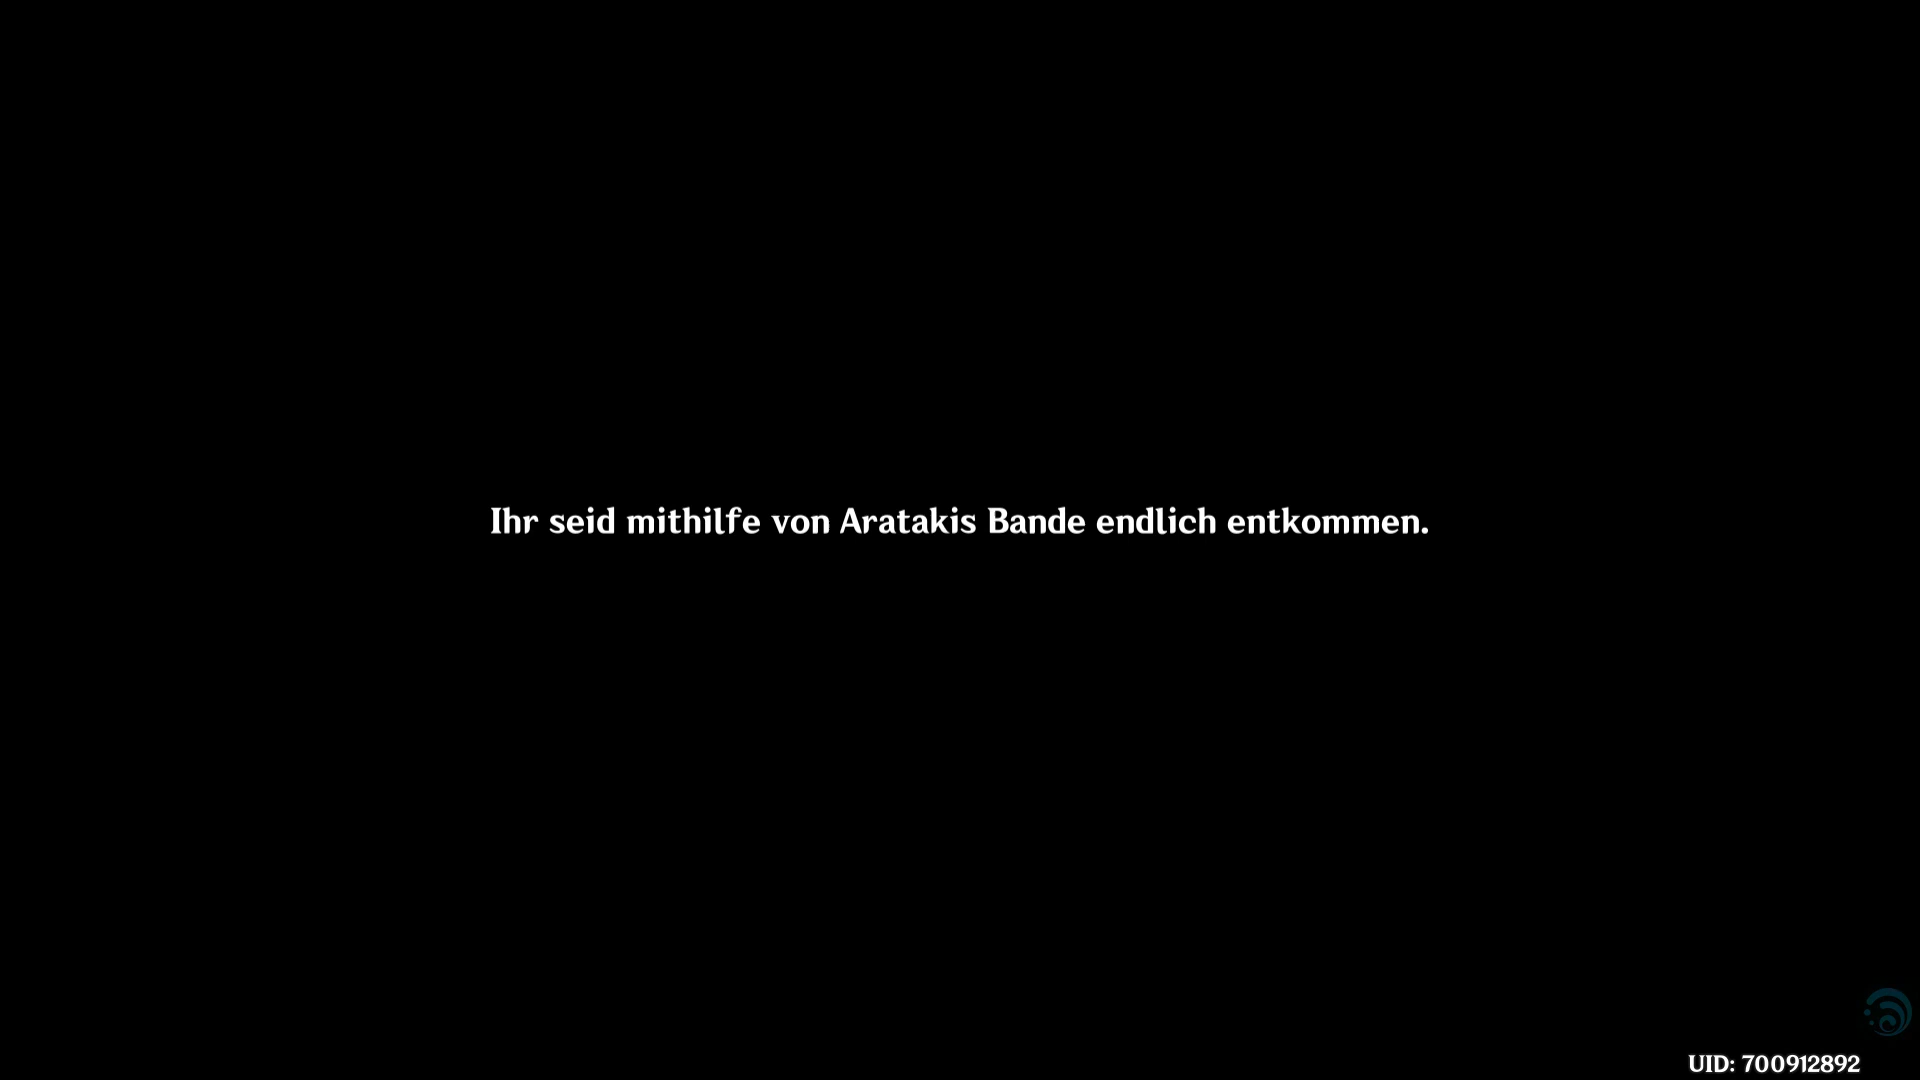 Ihr seid mithilfe von Aratakis Bande endlich entkommen.
UID: 700912892